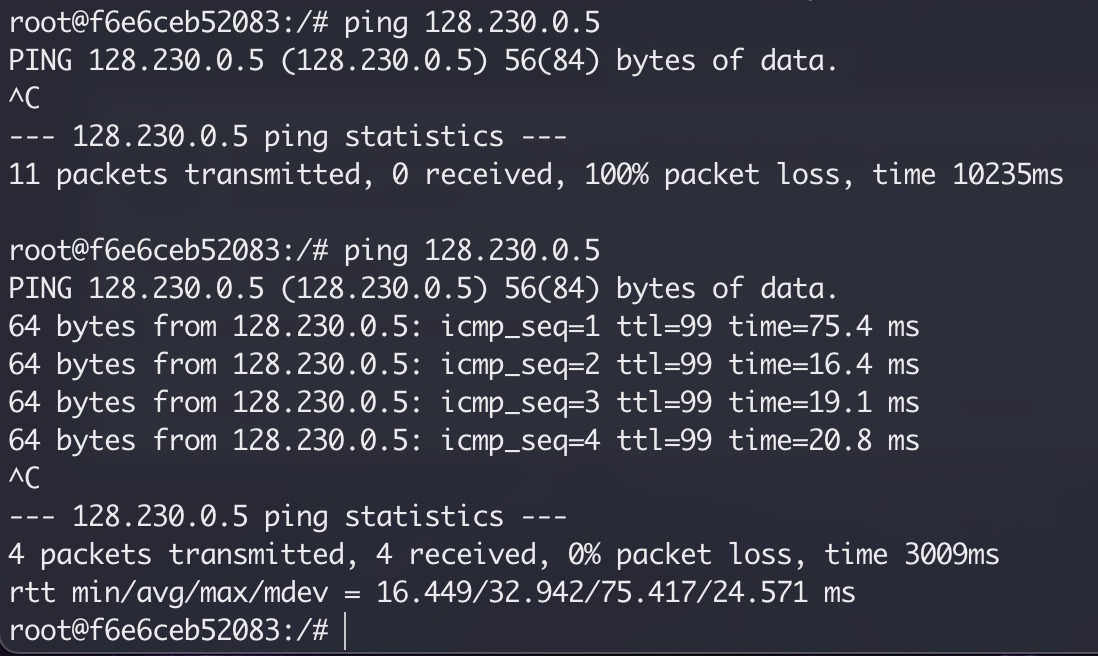 root@f6e6ceb52083:/# ping 128.230.0.5
PING 128.230.0.5 (128.230.0.5) 56(84) bytes of data.
^C
--- 128.230.0.5 ping statistics ---
11 packets transmitted, 0 received, 100% packet loss, time 10235ms

root@f6e6ceb52083:/# ping 128.230.0.5
PING 128.230.0.5 (128.230.0.5) 56(84) bytes of data.
64 bytes from 128.230.0.5: icmp_seq=1 ttl=99 time=75.4 ms
64 bytes from 128.230.0.5: icmp_seq=2 ttl=99 time=16.4 ms
64 bytes from 128.230.0.5: icmp_seq=3 ttl=99 time=19.1 ms
64 bytes from 128.230.0.5: icmp_seq=4 ttl=99 time=20.8 ms
^C
--- 128.230.0.5 ping statistics ---
4 packets transmitted, 4 received, 0% packet loss, time 3009ms
rtt min/avg/max/mdev = 16.449/32.942/75.417/24.571 ms
root@f6e6ceb52083:/#